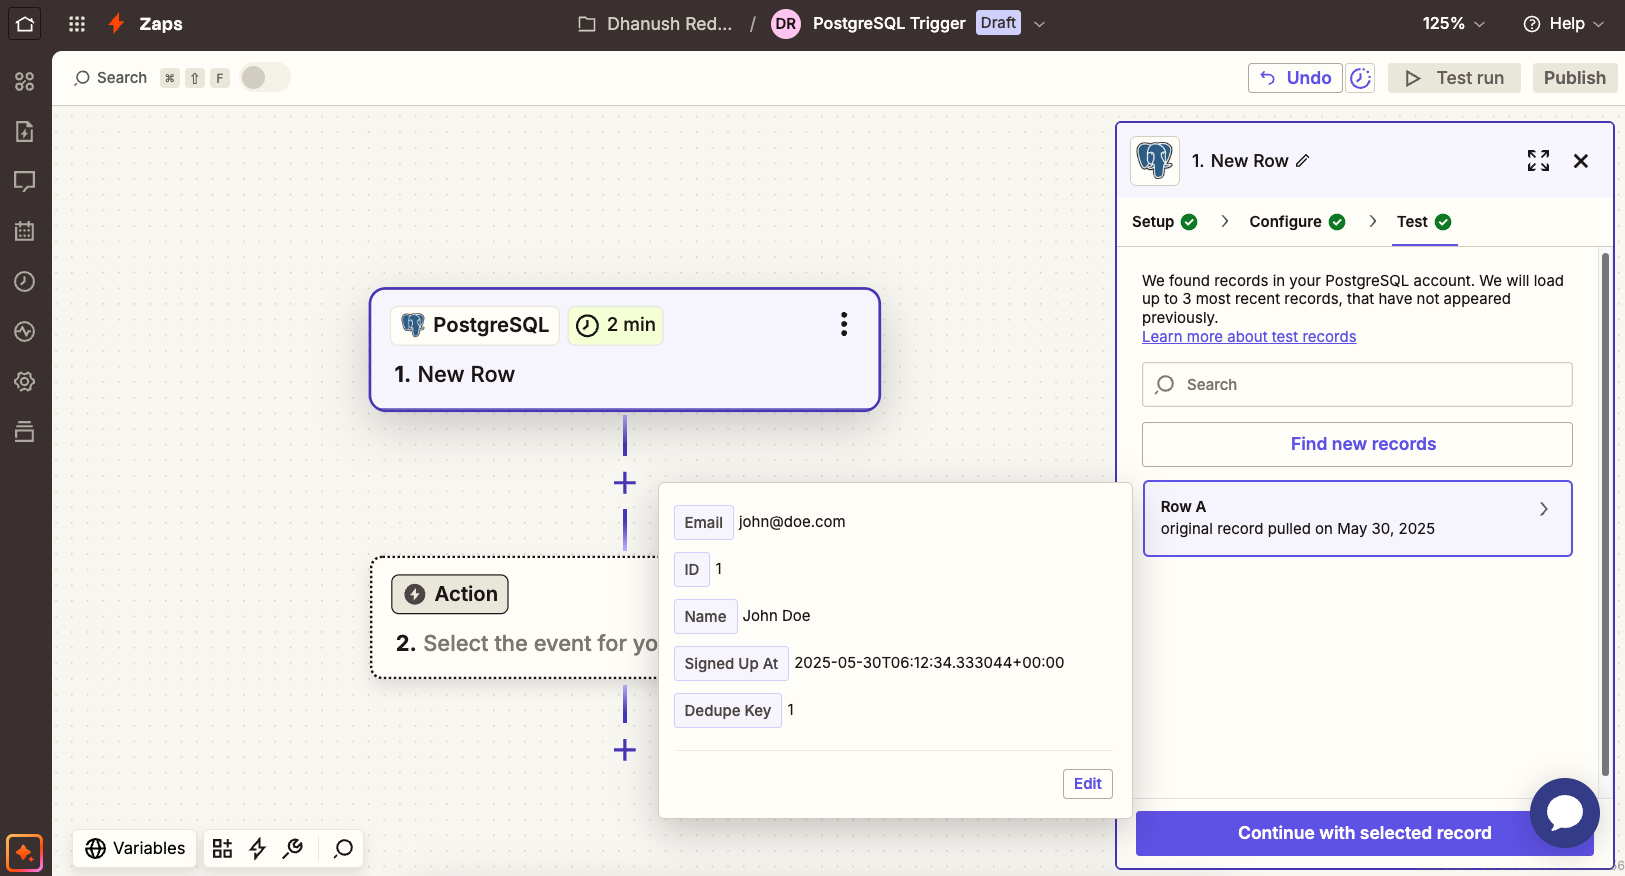 Zaps
Dhanush Red... / DR PostgreSQL Trigger Draft
125%
Help
Search ⌘ ⇧ F
Undo
Test run
Publish
1. New Row
Setup
Configure
Test
We found records in your PostgreSQL account. We will load
up to 3 most recent records, that have not appeared
previously.
Learn more about test records
Search
Find new records
Row A
original record pulled on May 30, 2025
Continue with selected record
PostgreSQL
2 min
1. New Row
Action
2. Select the event for yo
Email john@doe.com
ID 1
Name John Doe
Signed Up At 2025-05-30T06:12:34.333044+00:00
Dedupe Key 1
Edit
Variables